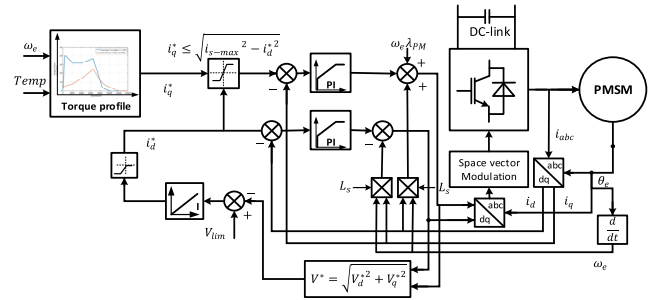 ω_e
Temp
Torque profile
i_q^* ≤ √(i_{s-max}^2 − i_d^{*2})
i_q^*
−
PI
ω_e λ_PM
+
+
DC-link
PMSM
i_d^*
−
PI
−
i_abc
Space vector
Modulation
abc
dq
θ_e
L_s
L_s
abc
dq
i_d
i_q
d
dt
I
−
+
V_lim
V^* = √(V_d^{*2} + V_q^{*2})
ω_e